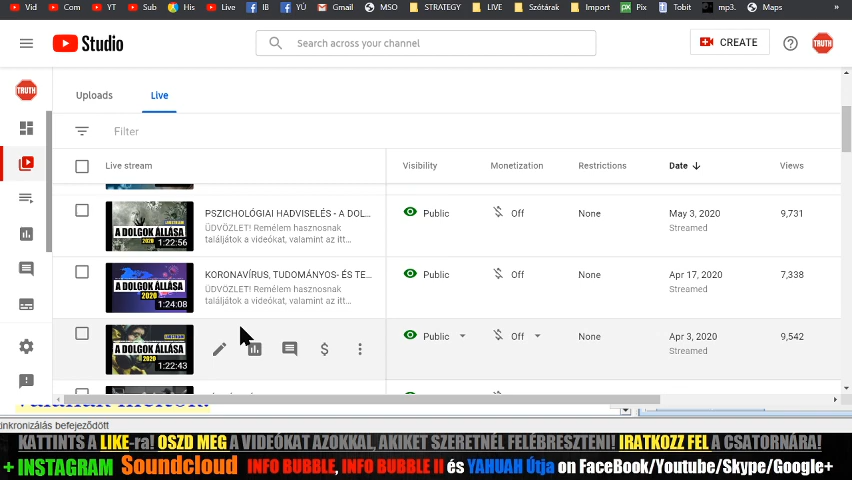 Vid Com YT Sub His Live IB YÚ Gmail MSO STRATEGY LIVE Szótárak Import Pix Tobit mp3. Maps »
Studio
Search across your channel
CREATE
TRUTH
TRUTH
Uploads Live
Filter
Live stream Visibility Monetization Restrictions Date Views
A DOLGOK ÁLLÁSA
2020
1:22:56
PSZICHOLÓGIAI HADVISELÉS - A DOL...
ÜDVÖZLET! Remélem hasznosnak
találjátok a videókat, valamint az itt...
Public Off None May 3, 2020 9,731
Streamed
A DOLGOK ÁLLÁSA
2020
1:24:08
KORONAVÍRUS, TUDOMÁNYOS- ÉS TE...
ÜDVÖZLET! Remélem hasznosnak
találjátok a videókat, valamint az itt...
Public Off None Apr 17, 2020 7,338
Streamed
A DOLGOK ÁLLÁSA
2020
1:22:43
Public Off None Apr 3, 2020 9,542
Streamed
inkronizálás befejeződött
KATTINTS A LIKE-ra! OSZD MEG A VIDEÓKAT AZOKKAL, AKIKET SZERETNÉL FELÉBRESZTENI! IRATKOZZ FEL A CSATORNÁRA!
+ INSTAGRAM Soundcloud INFO BUBBLE, INFO BUBBLE II és YAHUAH Útja on FaceBook/Youtube/Skype/Google+